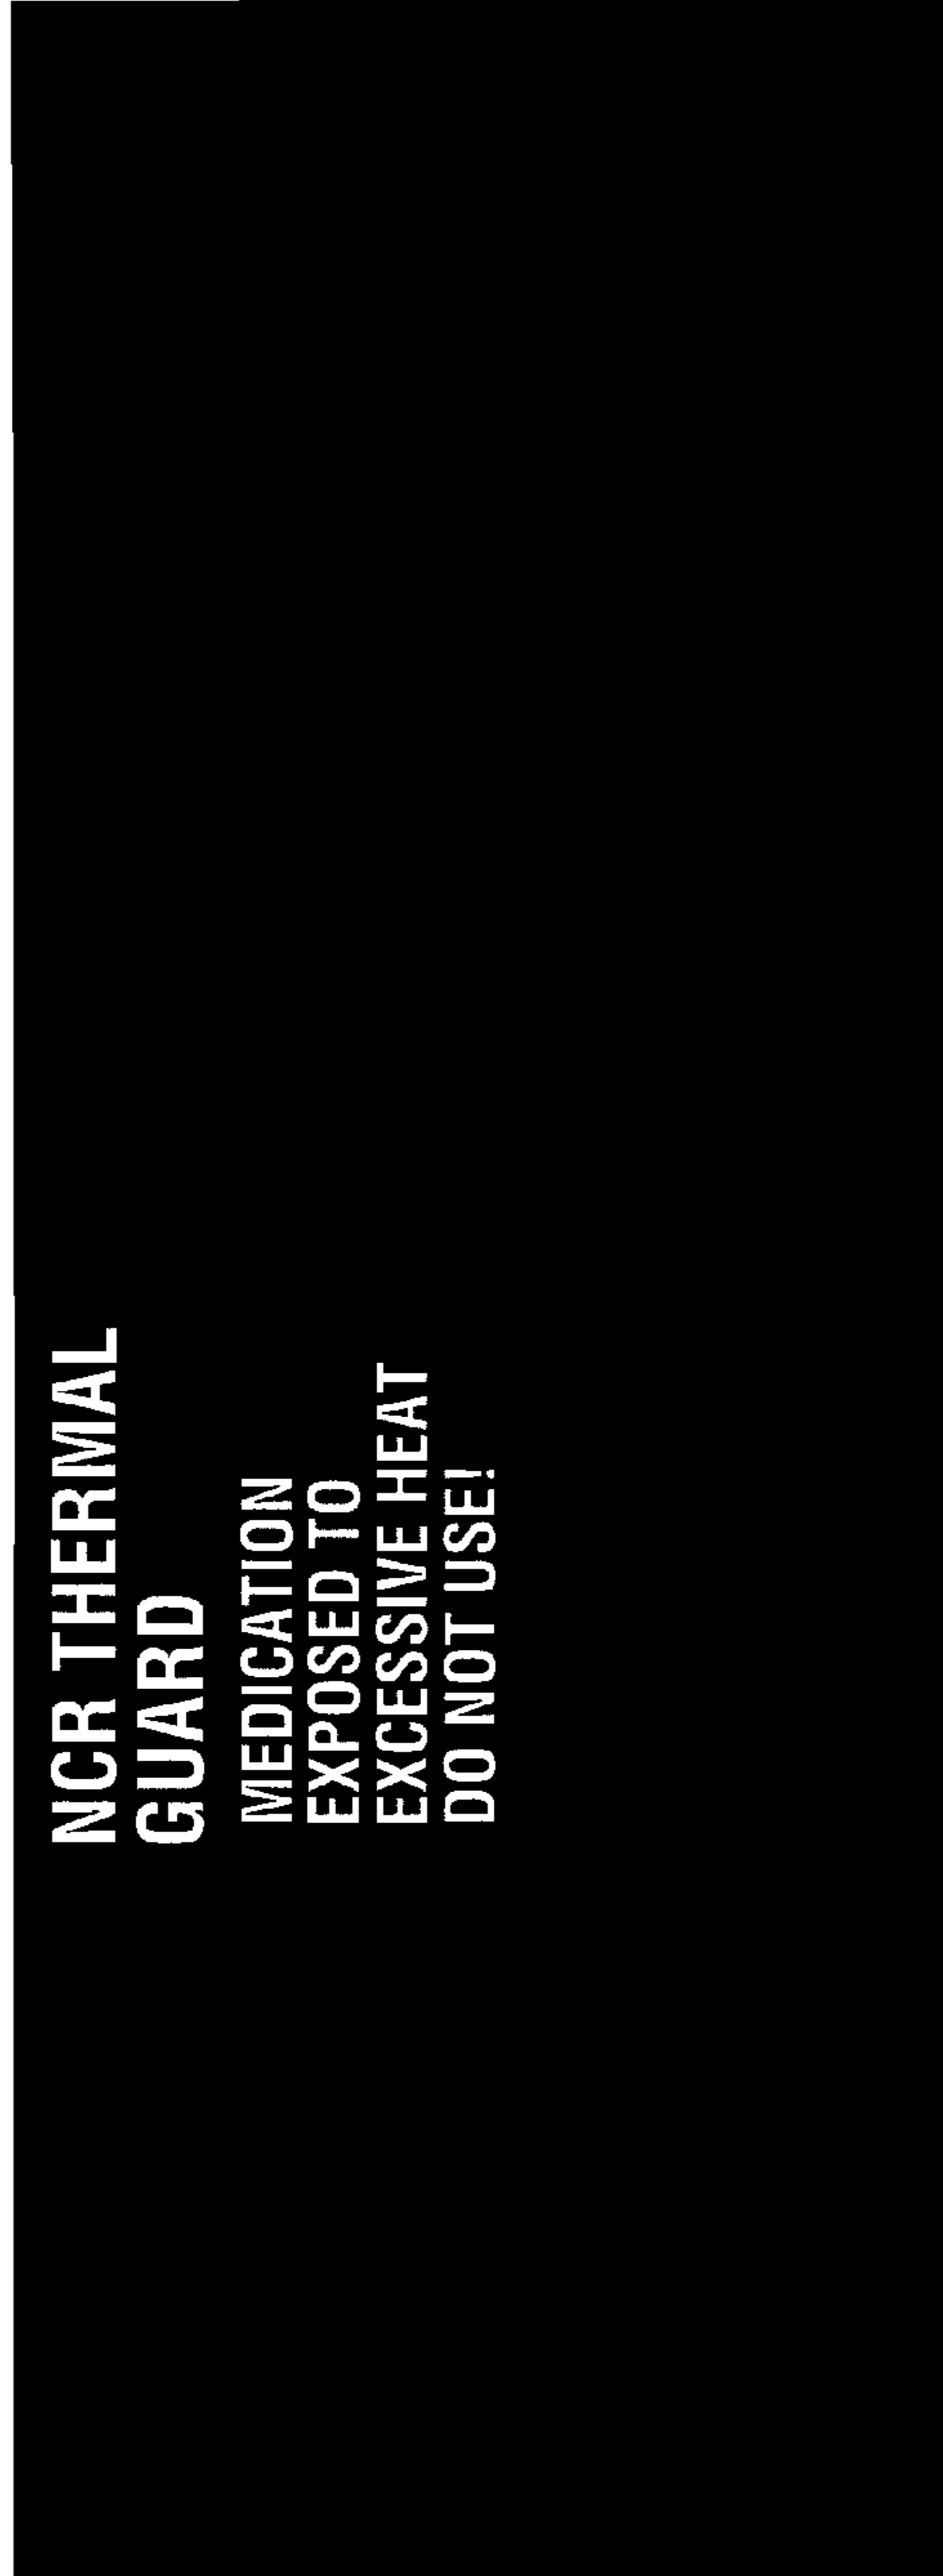 NCR THERMAL
GUARD
MEDICATION
EXPOSED TO
EXCESSIVE HEAT
DO NOT USE!